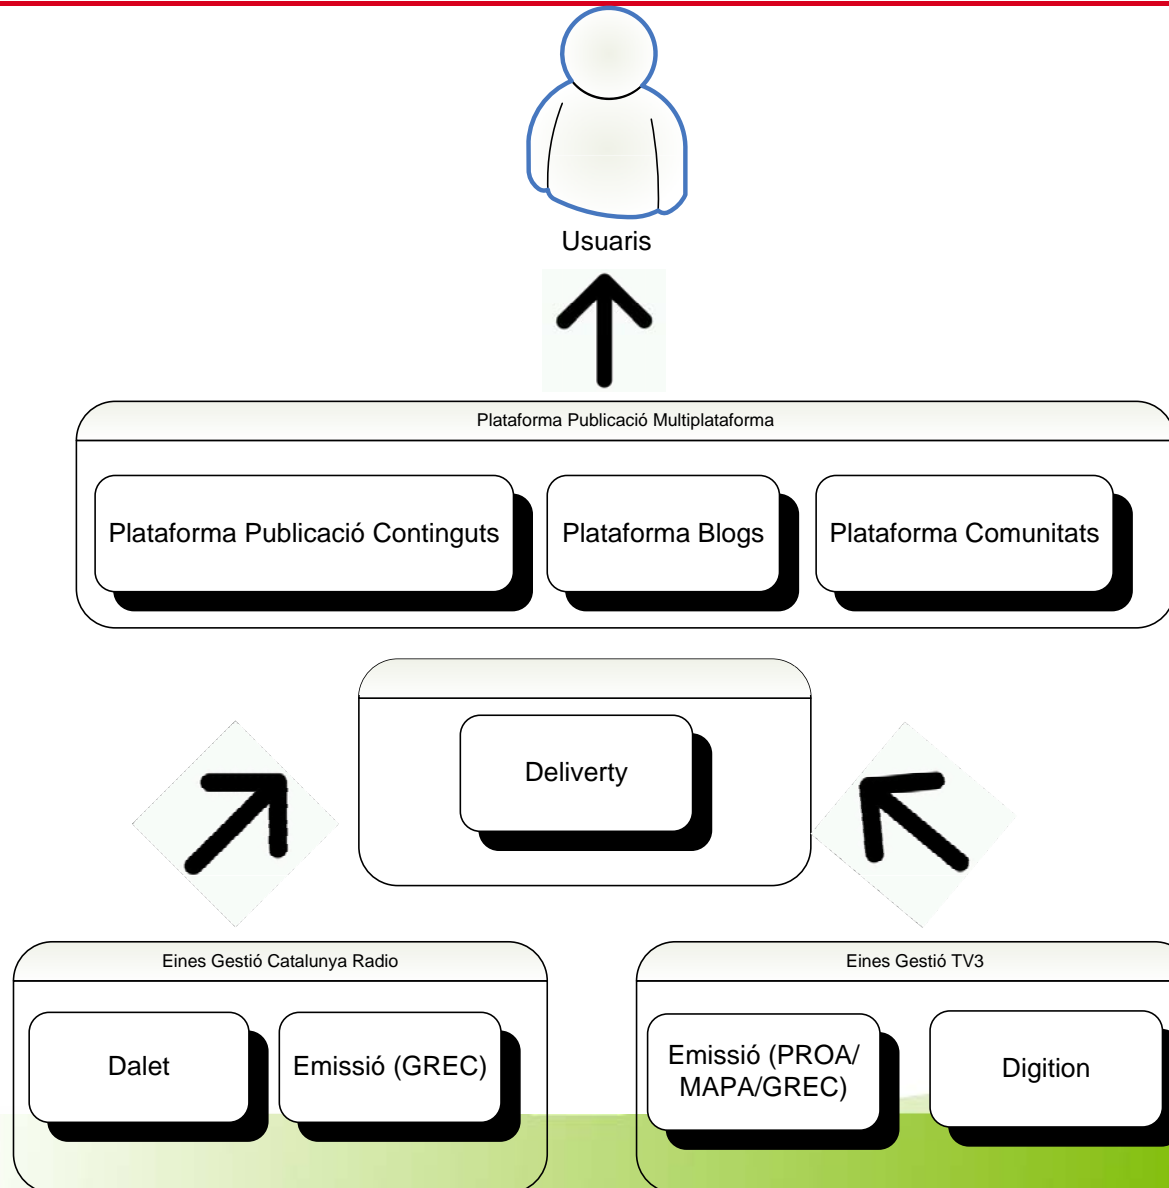 Usuaris
Plataforma Publicació Multiplataforma
Plataforma Publicació Continguts
Plataforma Blogs
Plataforma Comunitats
Deliverty
Eines Gestió Catalunya Radio
Eines Gestió TV3
Dalet
Emissió (GREC)
Emissió (PROA/
MAPA/GREC)
Digition